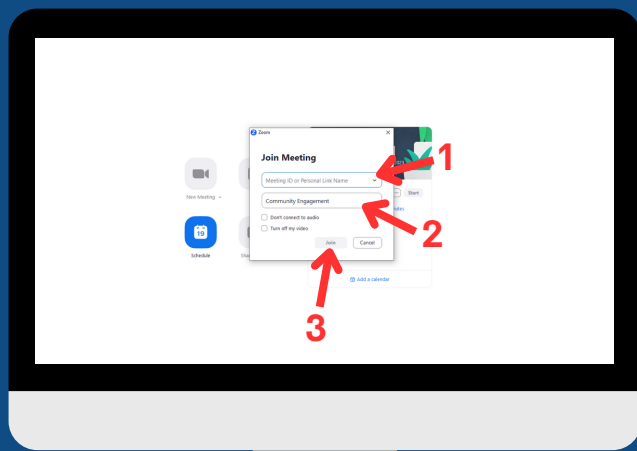 Zoom
Join Meeting
Meeting ID or Personal Link Name
Community Engagement
Don't connect to audio
Turn off my video
Join
Cancel
1
2
3
New Meeting
19
Schedule
Start
Add a calendar